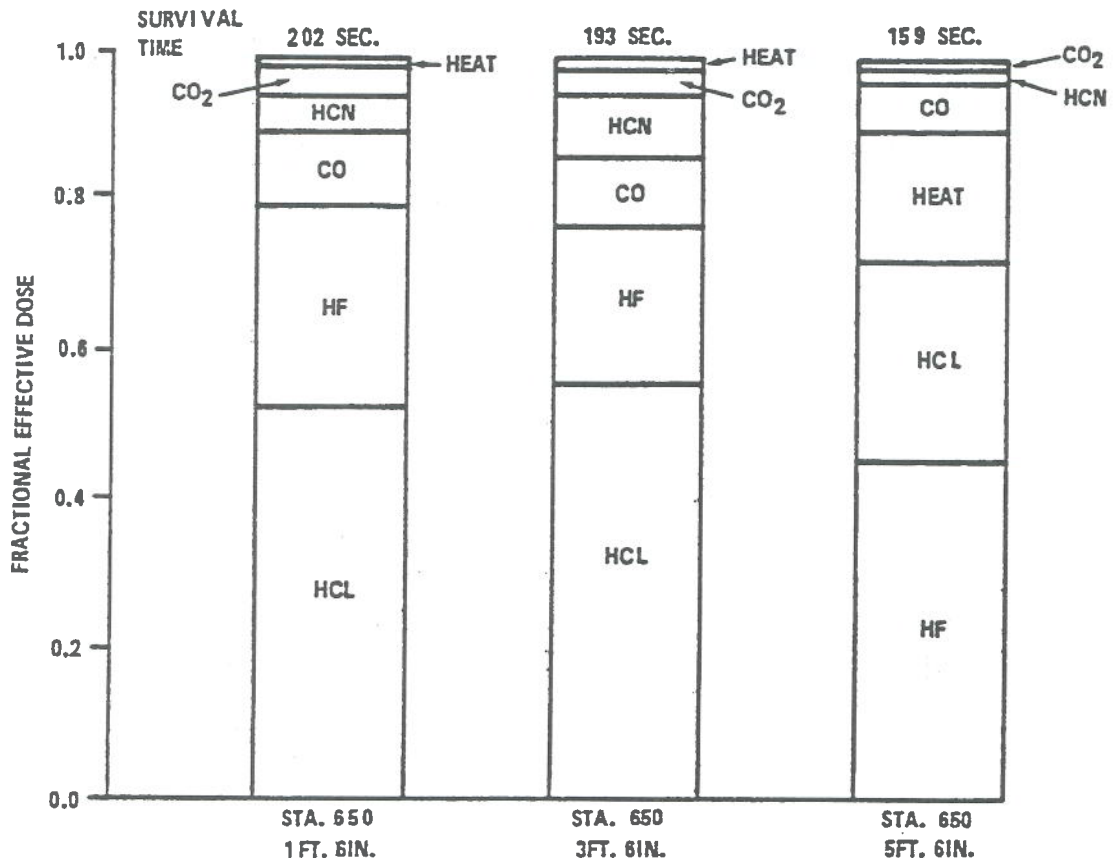 SURVIVAL
TIME
202 SEC.
193 SEC.
159 SEC.
1.0
0.8
0.6
0.4
0.2
0.0
FRACTIONAL EFFECTIVE DOSE
HEAT
CO₂
HCN
CO
HF
HCL
HEAT
CO₂
HCN
CO
HF
HCL
CO₂
HCN
CO
HEAT
HCL
HF
STA. 650
1FT. 6IN.
STA. 650
3FT. 6IN.
STA. 650
5FT. 6IN.